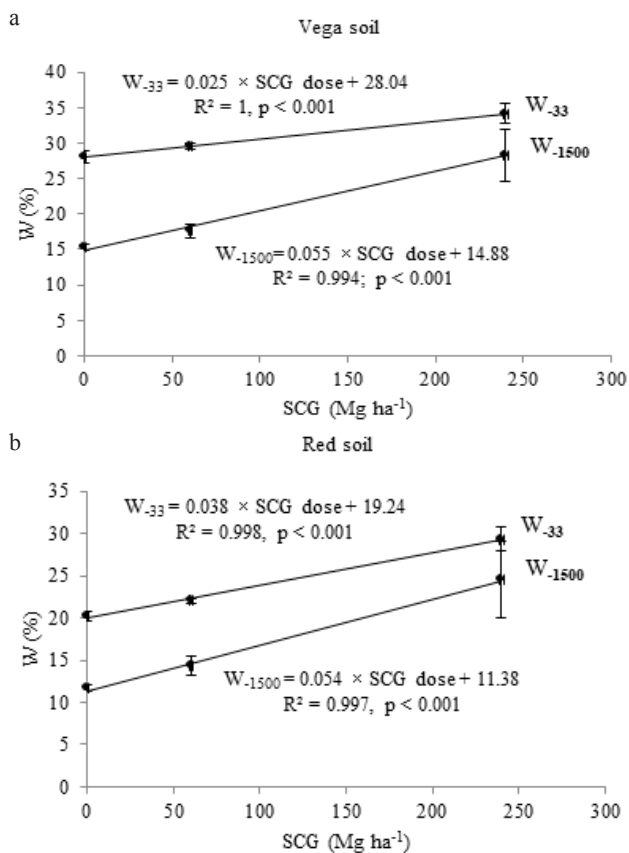 a
Vega soil
W-33 = 0.025 × SCG dose + 28.04
R² = 1, p < 0.001
W-33
W-1500
W-1500 = 0.055 × SCG dose + 14.88
R² = 0.994; p < 0.001
W (%)
40
35
30
25
20
15
10
5
0
0 50 100 150 200 250 300
SCG (Mg ha⁻¹)
b
Red soil
W-33 = 0.038 × SCG dose + 19.24
R² = 0.998, p < 0.001
W-33
W-1500
W-1500 = 0.054 × SCG dose + 11.38
R² = 0.997, p < 0.001
W (%)
35
30
25
20
15
10
5
0
0 50 100 150 200 250 300
SCG (Mg ha⁻¹)